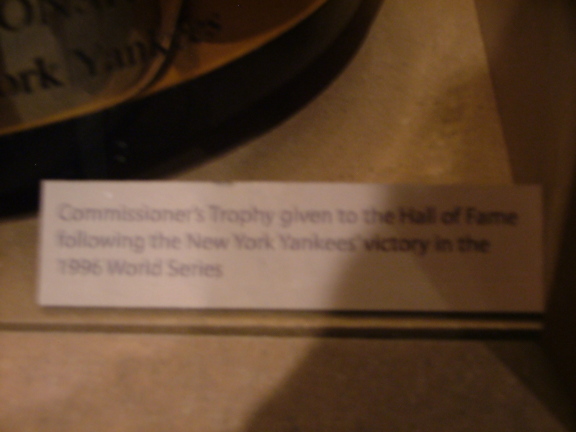 ork Yankees
Commissioner's Trophy given to the Hall of Fame
following the New York Yankees' victory in the
1996 World Series